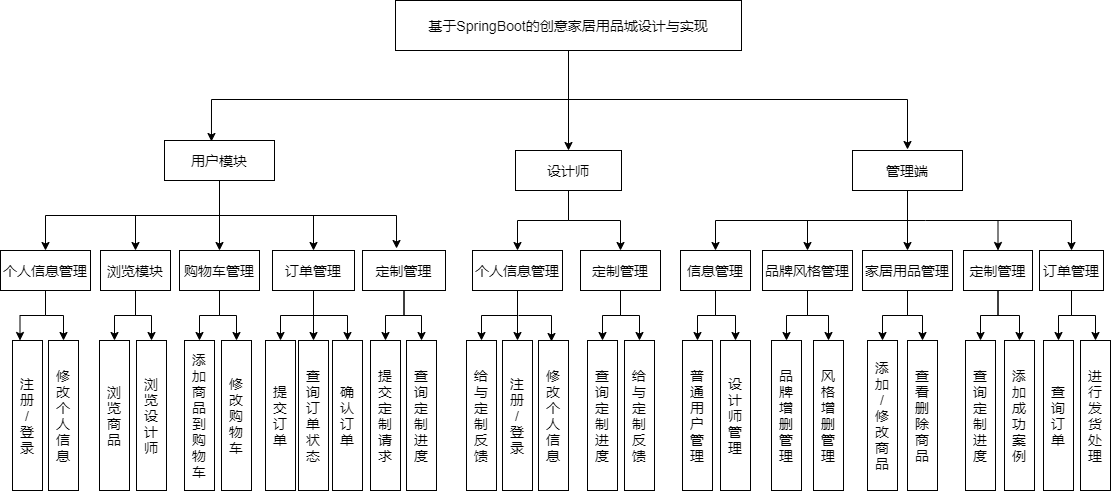 基于SpringBoot的创意家居用品城设计与实现
用户模块
设计师
管理端
个人信息管理
浏览模块
购物车管理
订单管理
定制管理
个人信息管理
定制管理
信息管理
品牌风格管理
家居用品管理
定制管理
订单管理
注册/登录
修改个人信息
浏览商品
浏览设计师
添加商品到购物车
修改购物车
提交订单
查询订单状态
确认订单
提交定制请求
查询定制进度
给与定制反馈
注册/登录
修改个人信息
查询定制进度
给与定制反馈
普通用户管理
设计师管理
品牌增删管理
风格增删管理
添加/修改商品
查看删除商品
查询定制进度
添加成功案例
查询订单
进行发货处理